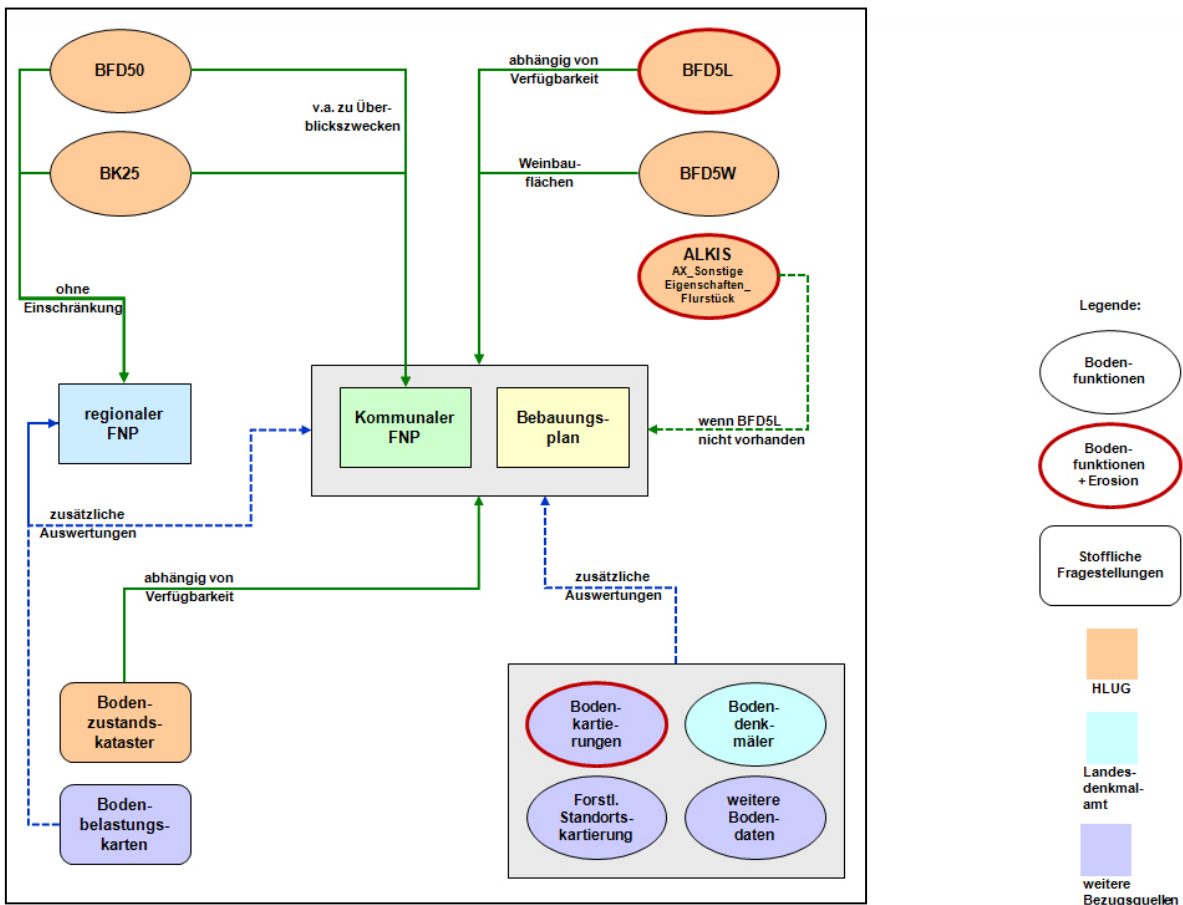 BFD50
BK25
v.a. zu Über-
blickszwecken
abhängig von
Verfügbarkeit
BFD5L
Weinbau-
flächen
BFD5W
ALKIS
AX_Sonstige
Eigenschaften_
Flurstück
ohne
Einschränkung
regionaler
FNP
Kommunaler
FNP
Bebauungs-
plan
wenn BFD5L
nicht vorhanden
zusätzliche
Auswertungen
abhängig von
Verfügbarkeit
zusätzliche
Auswertungen
Boden-
zustands-
kataster
Boden-
belastungs-
karten
Boden-
kartie-
rungen
Boden-
denk-
mäler
Forstl.
Standorts-
kartierung
weitere
Boden-
daten
Legende:
Boden-
funktionen
Boden-
funktionen
+ Erosion
Stoffliche
Fragestellungen
HLUG
Landes-
denkmal-
amt
weitere
Bezugsquellen